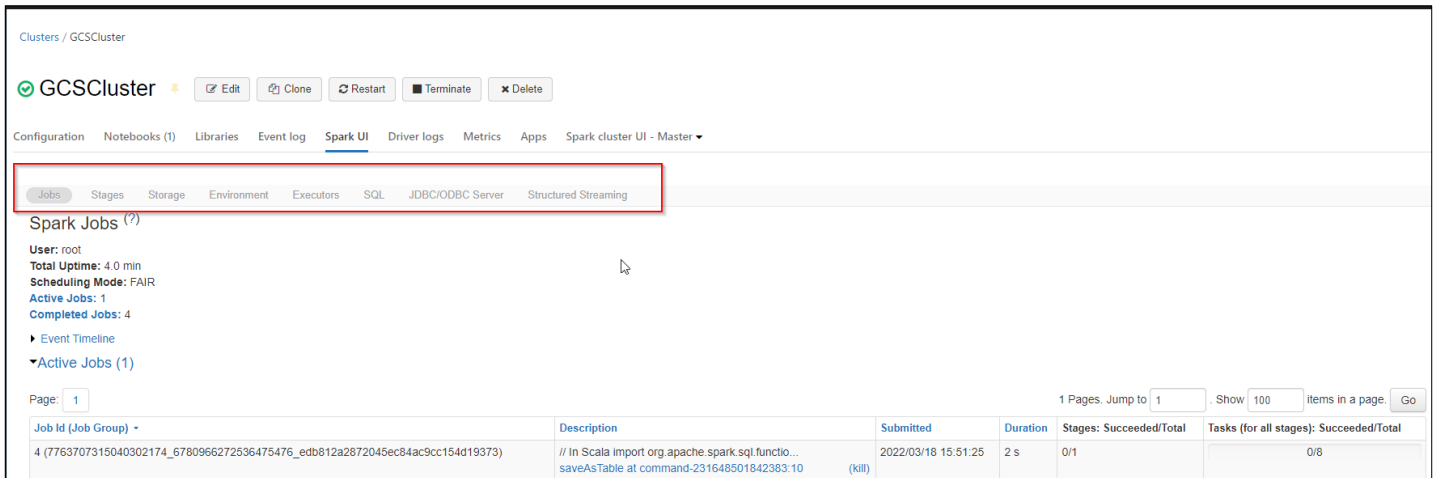 Clusters / GCSCluster
GCSCluster Edit Clone Restart Terminate Delete
Configuration Notebooks (1) Libraries Event log Spark UI Driver logs Metrics Apps Spark cluster UI - Master
Jobs Stages Storage Environment Executors SQL JDBC/ODBC Server Structured Streaming
Spark Jobs (?)
User: root
Total Uptime: 4.0 min
Scheduling Mode: FAIR
Active Jobs: 1
Completed Jobs: 4
Event Timeline
Active Jobs (1)
Page: 1 1 Pages. Jump to 1 . Show 100 items in a page. Go
Job Id (Job Group) Description Submitted Duration Stages: Succeeded/Total Tasks (for all stages): Succeeded/Total
4 (7763707315040302174_6780966272536475476_edb812a2872045ec84ac9cc154d19373) // In Scala import org.apache.spark.sql.functio... 2022/03/18 15:51:25 2 s 0/1 0/8
saveAsTable at command-231648501842383:10 (kill)